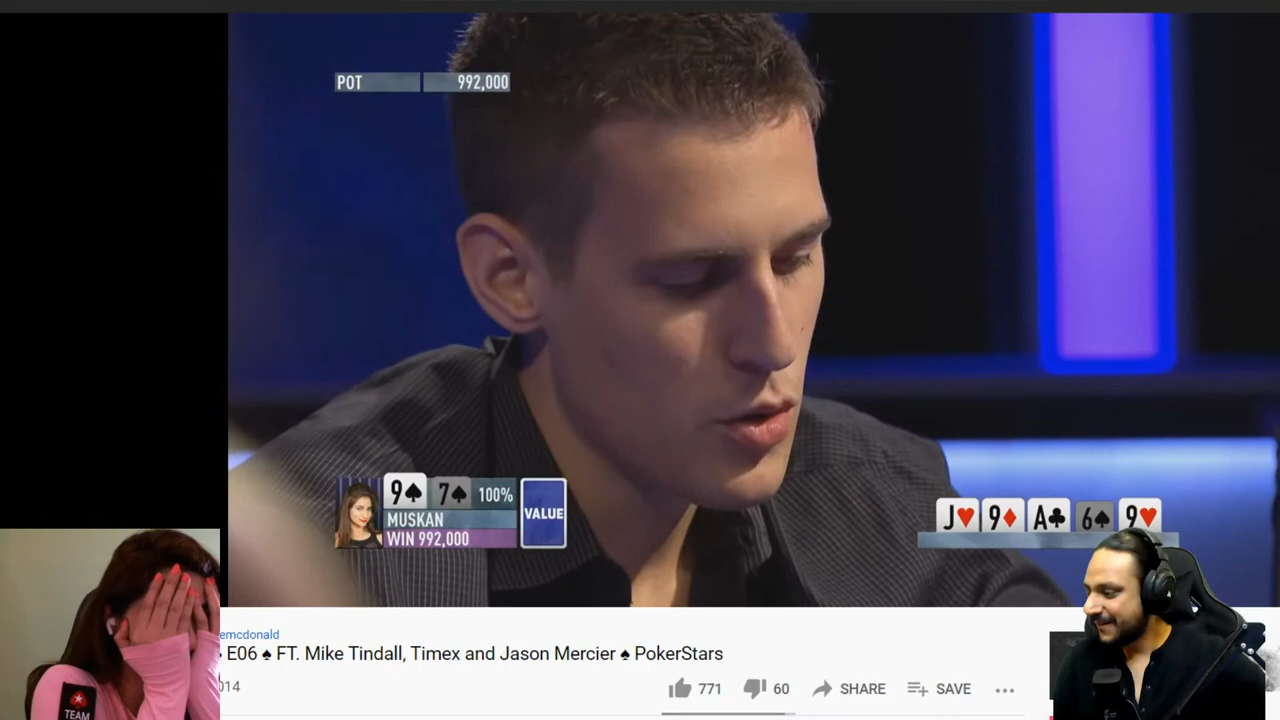 POT 992,000
9♠ 7♠ 100%
MUSKAN
WIN 992,000
VALUE
J♥ 9♦ A♣ 6♠ 9♥
TEAM
emcdonald
E06 ♠ FT. Mike Tindall, Timex and Jason Mercier ♠ PokerStars
014
771 60 SHARE SAVE ...